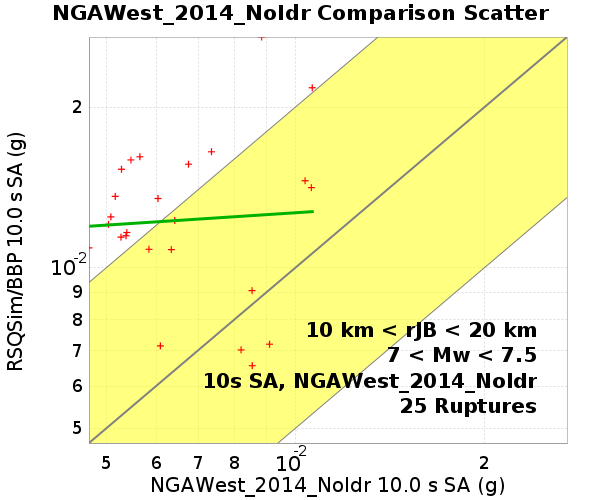 NGAWest_2014_NoIdr Comparison Scatter
RSQSim/BBP 10.0 s SA (g)
2
10-2
9
8
7
6
5
10 km < rJB < 20 km
7 < Mw < 7.5
10s SA, NGAWest_2014_NoIdr
25 Ruptures
5 6 7 8 10-2 2
NGAWest_2014_NoIdr 10.0 s SA (g)